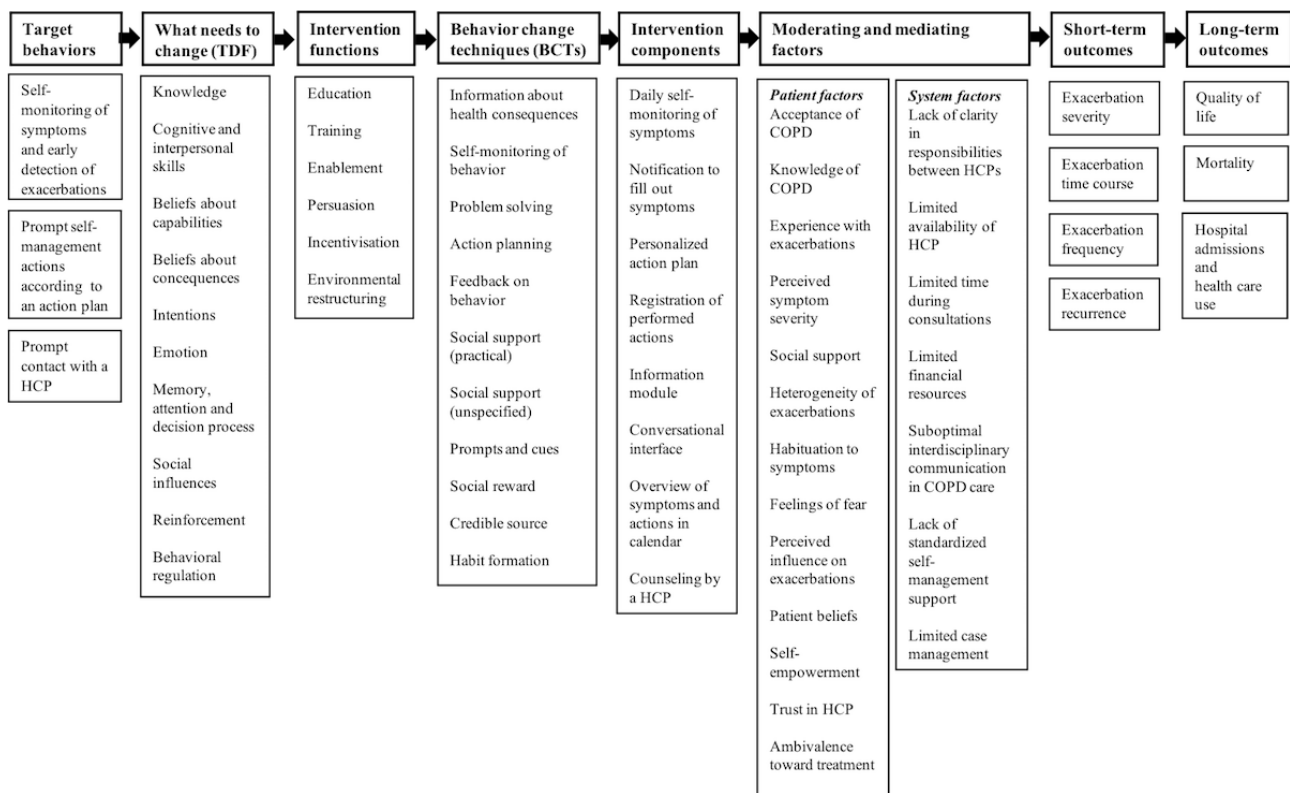 Target
behaviors
What needs to
change (TDF)
Intervention
functions
Behavior change
techniques (BCTs)
Intervention
components
Moderating and mediating
factors
Short-term
outcomes
Long-term
outcomes
Self-
monitoring of
symptoms
and early
detection of
exacerbations
Prompt self-
management
actions
according to
an action plan
Prompt
contact with a
HCP
Knowledge
Cognitive and
interpersonal
skills
Beliefs about
capabilities
Beliefs about
concequences
Intentions
Emotion
Memory,
attention and
decision process
Social
influences
Reinforcement
Behavioral
regulation
Education
Training
Enablement
Persuasion
Incentivisation
Environmental
restructuring
Information about
health consequences
Self-monitoring of
behavior
Problem solving
Action planning
Feedback on
behavior
Social support
(practical)
Social support
(unspecified)
Prompts and cues
Social reward
Credible source
Habit formation
Daily self-
monitoring of
symptoms
Notification to
fill out
symptoms
Personalized
action plan
Registration of
performed
actions
Information
module
Conversational
interface
Overview of
symptoms and
actions in
calendar
Counseling by
a HCP
Patient factors
Acceptance of
COPD
Knowledge of
COPD
Experience with
exacerbations
Perceived
symptom
severity
Social support
Heterogeneity of
exacerbations
Habituation to
symptoms
Feelings of fear
Perceived
influence on
exacerbations
Patient beliefs
Self-
empowerment
Trust in HCP
Ambivalence
toward treatment
System factors
Lack of clarity
in
responsibilities
between HCPs
Limited
availability of
HCP
Limited time
during
consultations
Limited
financial
resources
Suboptimal
interdisciplinary
communication
in COPD care
Lack of
standardized
self-
management
support
Limited case
management
Exacerbation
severity
Exacerbation
time course
Exacerbation
frequency
Exacerbation
recurrence
Quality of
life
Mortality
Hospital
admissions
and
health care
use